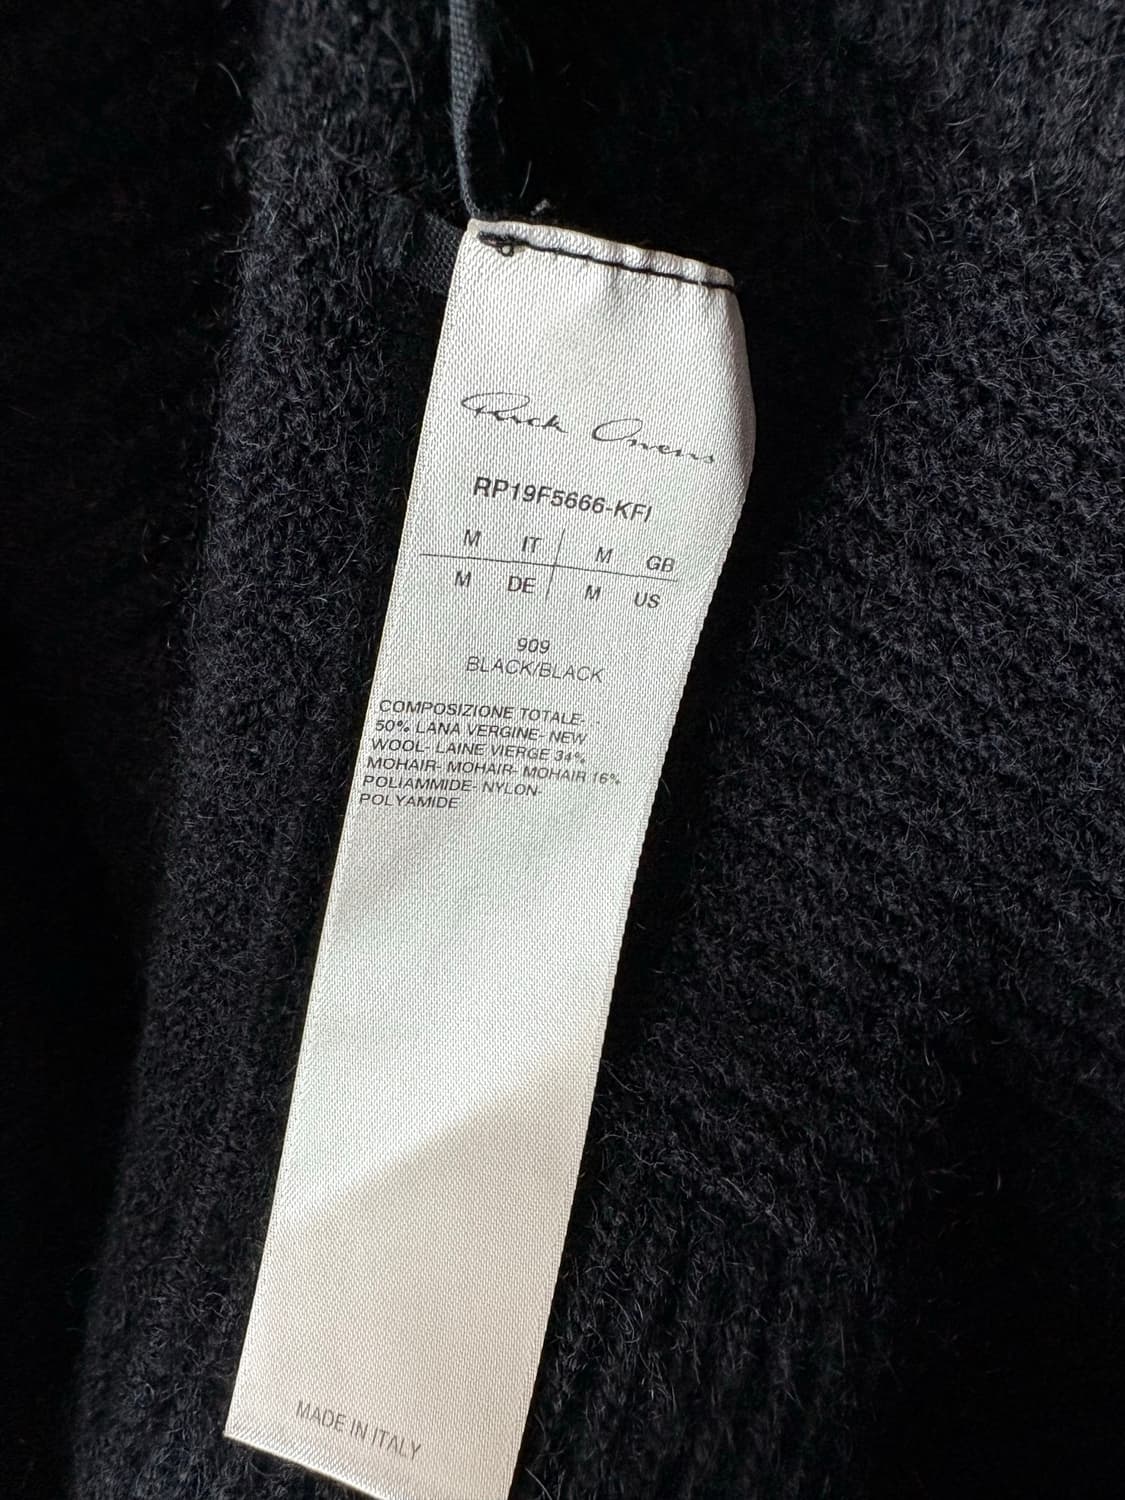 Rick Owens
RP19F5666-KFI
M IT M GB
M DE M US
909
BLACK/BLACK
COMPOSIZIONE TOTALE- -
50% LANA VERGINE- NEW
WOOL- LAINE VIERGE 34%
MOHAIR- MOHAIR- MOHAIR 16%
POLIAMMIDE- NYLON-
POLYAMIDE
MADE IN ITALY